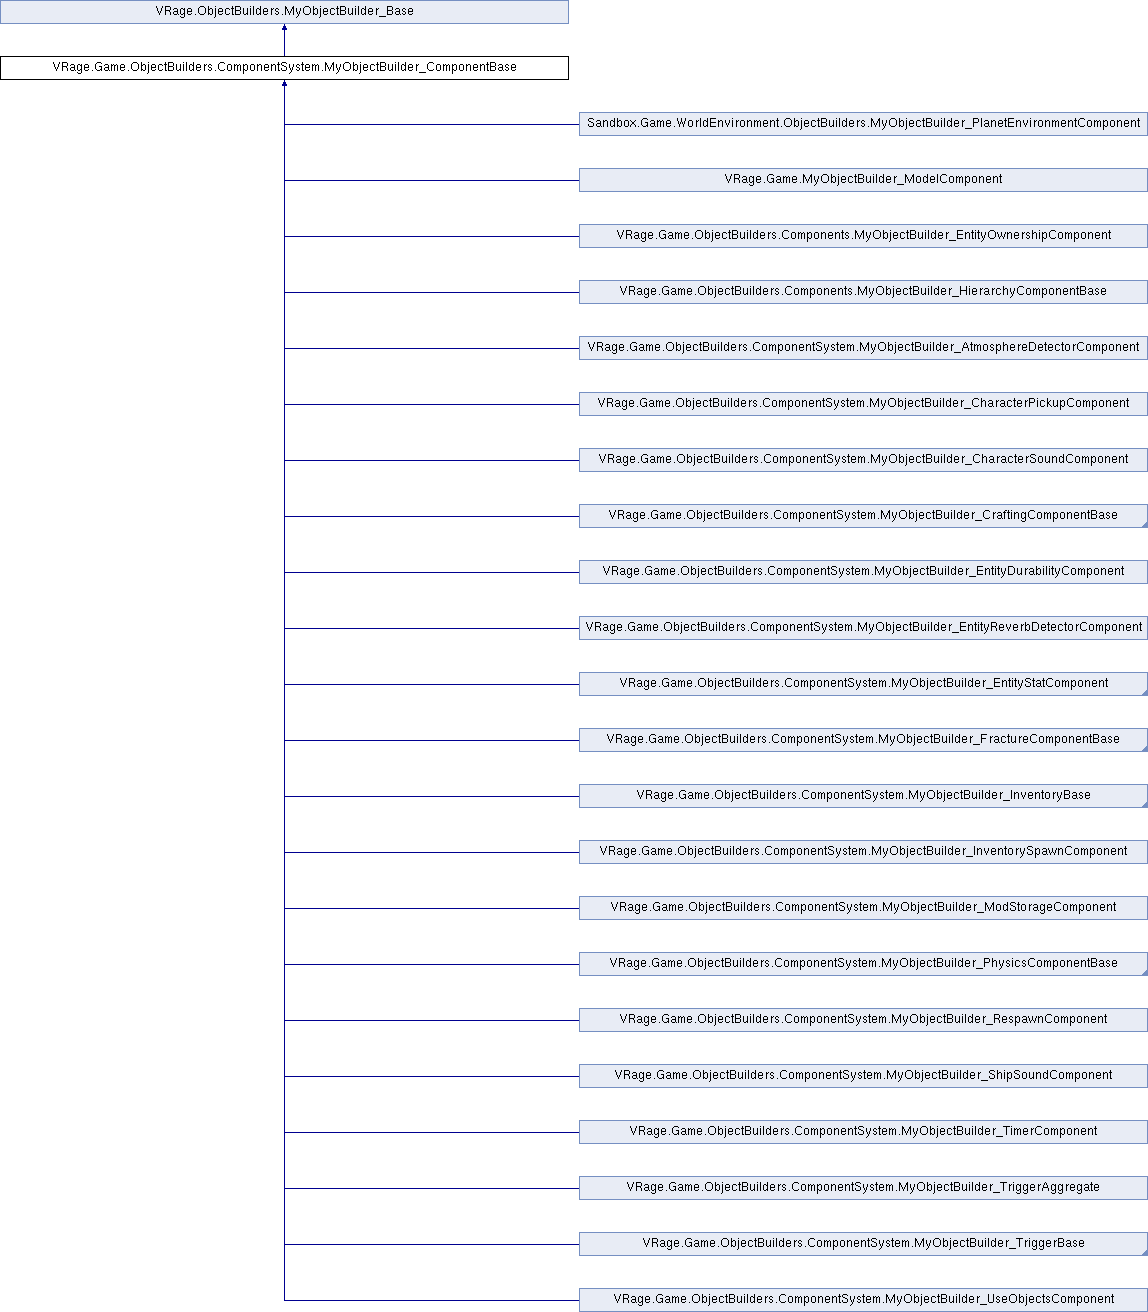 VRage.ObjectBuilders.MyObjectBuilder_Base
VRage.Game.ObjectBuilders.ComponentSystem.MyObjectBuilder_ComponentBase
Sandbox.Game.WorldEnvironment.ObjectBuilders.MyObjectBuilder_PlanetEnvironmentComponent
VRage.Game.MyObjectBuilder_ModelComponent
VRage.Game.ObjectBuilders.Components.MyObjectBuilder_EntityOwnershipComponent
VRage.Game.ObjectBuilders.Components.MyObjectBuilder_HierarchyComponentBase
VRage.Game.ObjectBuilders.ComponentSystem.MyObjectBuilder_AtmosphereDetectorComponent
VRage.Game.ObjectBuilders.ComponentSystem.MyObjectBuilder_CharacterPickupComponent
VRage.Game.ObjectBuilders.ComponentSystem.MyObjectBuilder_CharacterSoundComponent
VRage.Game.ObjectBuilders.ComponentSystem.MyObjectBuilder_CraftingComponentBase
VRage.Game.ObjectBuilders.ComponentSystem.MyObjectBuilder_EntityDurabilityComponent
VRage.Game.ObjectBuilders.ComponentSystem.MyObjectBuilder_EntityReverbDetectorComponent
VRage.Game.ObjectBuilders.ComponentSystem.MyObjectBuilder_EntityStatComponent
VRage.Game.ObjectBuilders.ComponentSystem.MyObjectBuilder_FractureComponentBase
VRage.Game.ObjectBuilders.ComponentSystem.MyObjectBuilder_InventoryBase
VRage.Game.ObjectBuilders.ComponentSystem.MyObjectBuilder_InventorySpawnComponent
VRage.Game.ObjectBuilders.ComponentSystem.MyObjectBuilder_ModStorageComponent
VRage.Game.ObjectBuilders.ComponentSystem.MyObjectBuilder_PhysicsComponentBase
VRage.Game.ObjectBuilders.ComponentSystem.MyObjectBuilder_RespawnComponent
VRage.Game.ObjectBuilders.ComponentSystem.MyObjectBuilder_ShipSoundComponent
VRage.Game.ObjectBuilders.ComponentSystem.MyObjectBuilder_TimerComponent
VRage.Game.ObjectBuilders.ComponentSystem.MyObjectBuilder_TriggerAggregate
VRage.Game.ObjectBuilders.ComponentSystem.MyObjectBuilder_TriggerBase
VRage.Game.ObjectBuilders.ComponentSystem.MyObjectBuilder_UseObjectsComponent